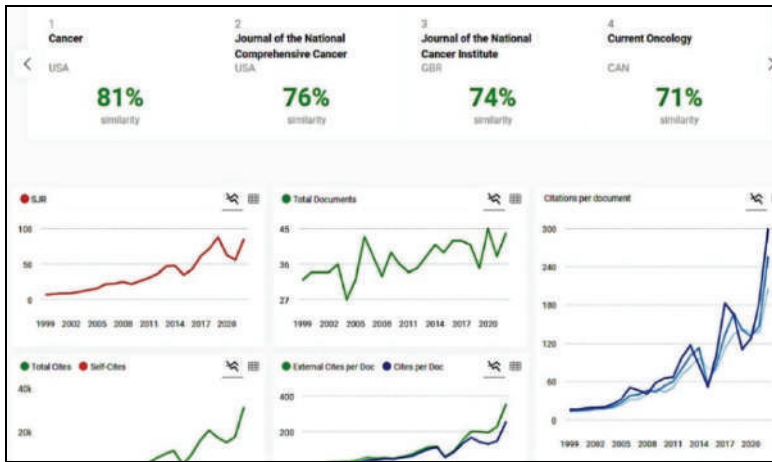 1
Cancer
USA
81%
similarity
2
Journal of the National
Comprehensive Cancer
USA
76%
similarity
3
Journal of the National
Cancer Institute
GBR
74%
similarity
4
Current Oncology
CAN
71%
similarity
SJR
100
50
0
1999 2002 2005 2008 2011 2014 2017 2020
Total Documents
45
36
27
1999 2002 2005 2008 2011 2014 2017 2020
Citations per document
300
240
180
120
60
0
1999 2002 2005 2008 2011 2014 2017 2020
Total Cites Self-Cites
40k
20k
External Cites per Doc Cites per Doc
400
200